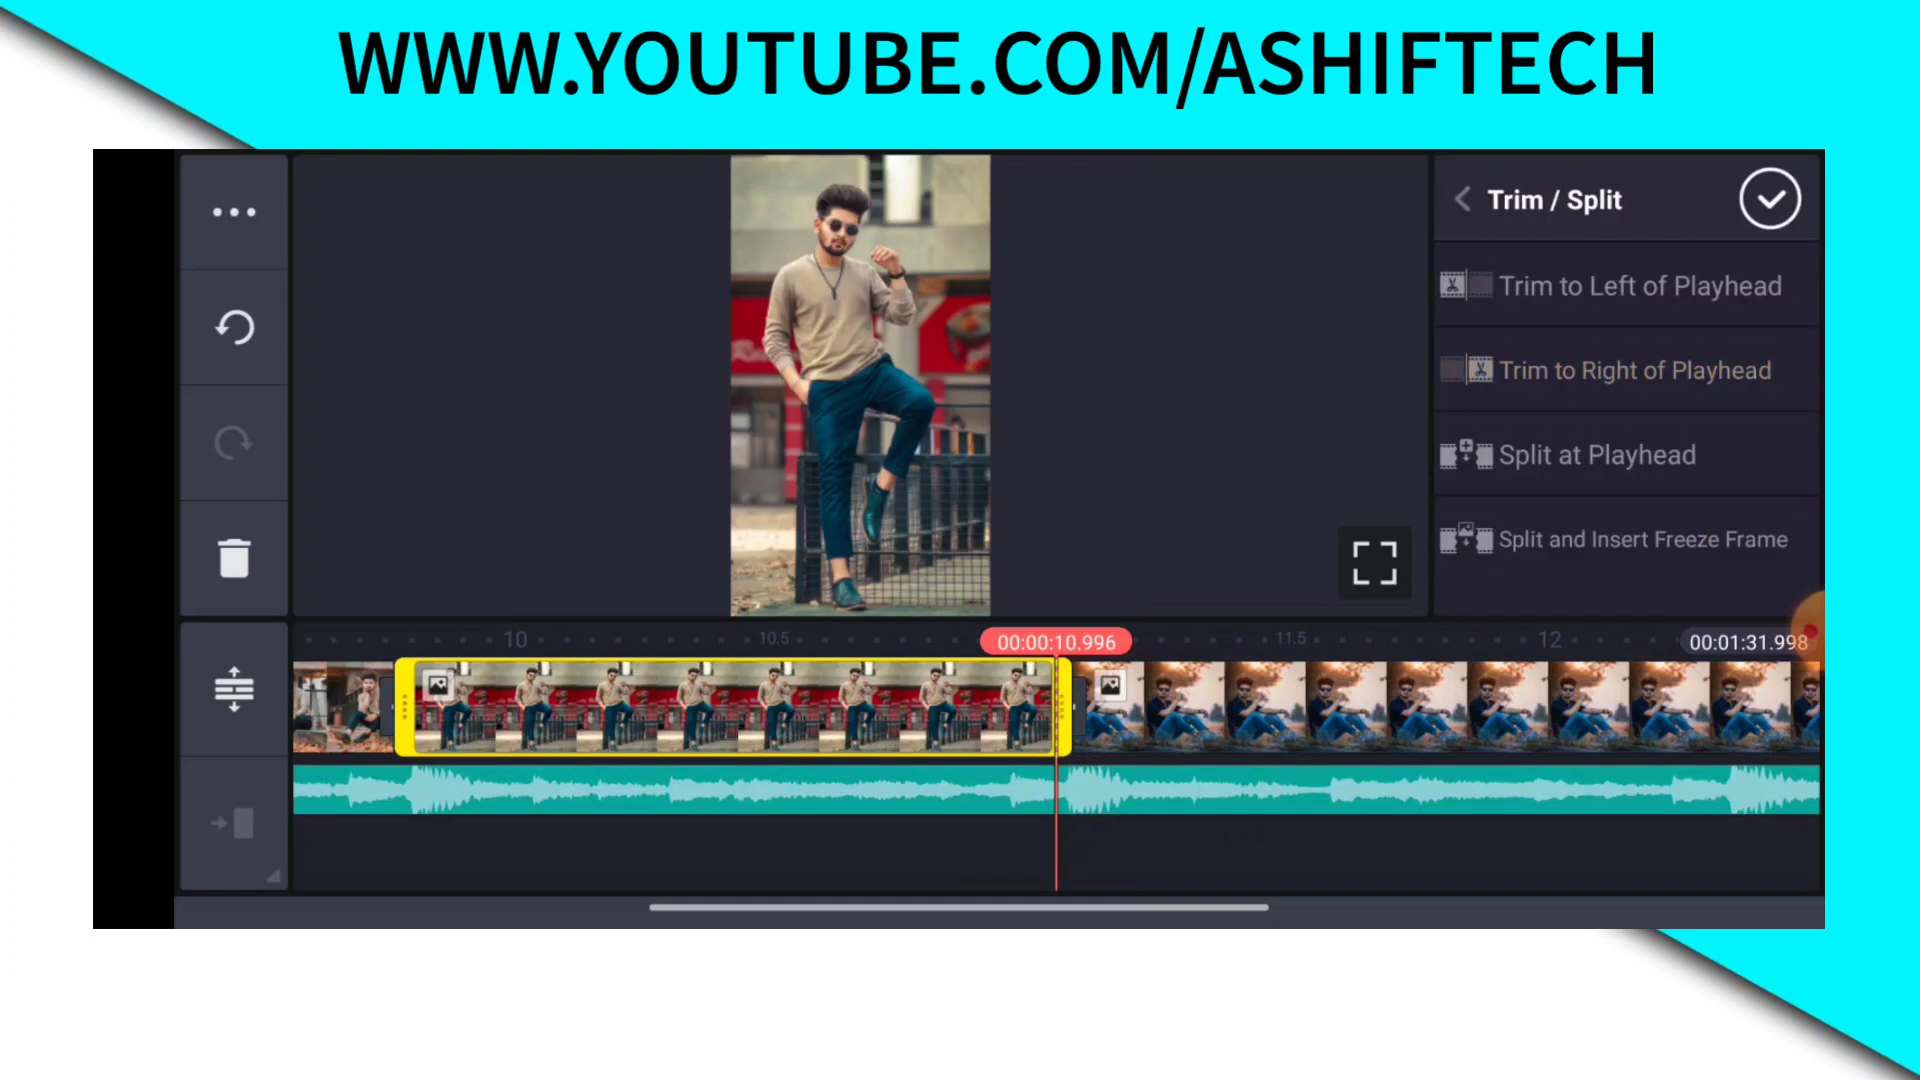 WWW.YOUTUBE.COM/ASHIFTECH
Trim / Split
Trim to Left of Playhead
Trim to Right of Playhead
Split at Playhead
Split and Insert Freeze Frame
10
10.5
00:00:10.996
11.5
12
00:01:31.998